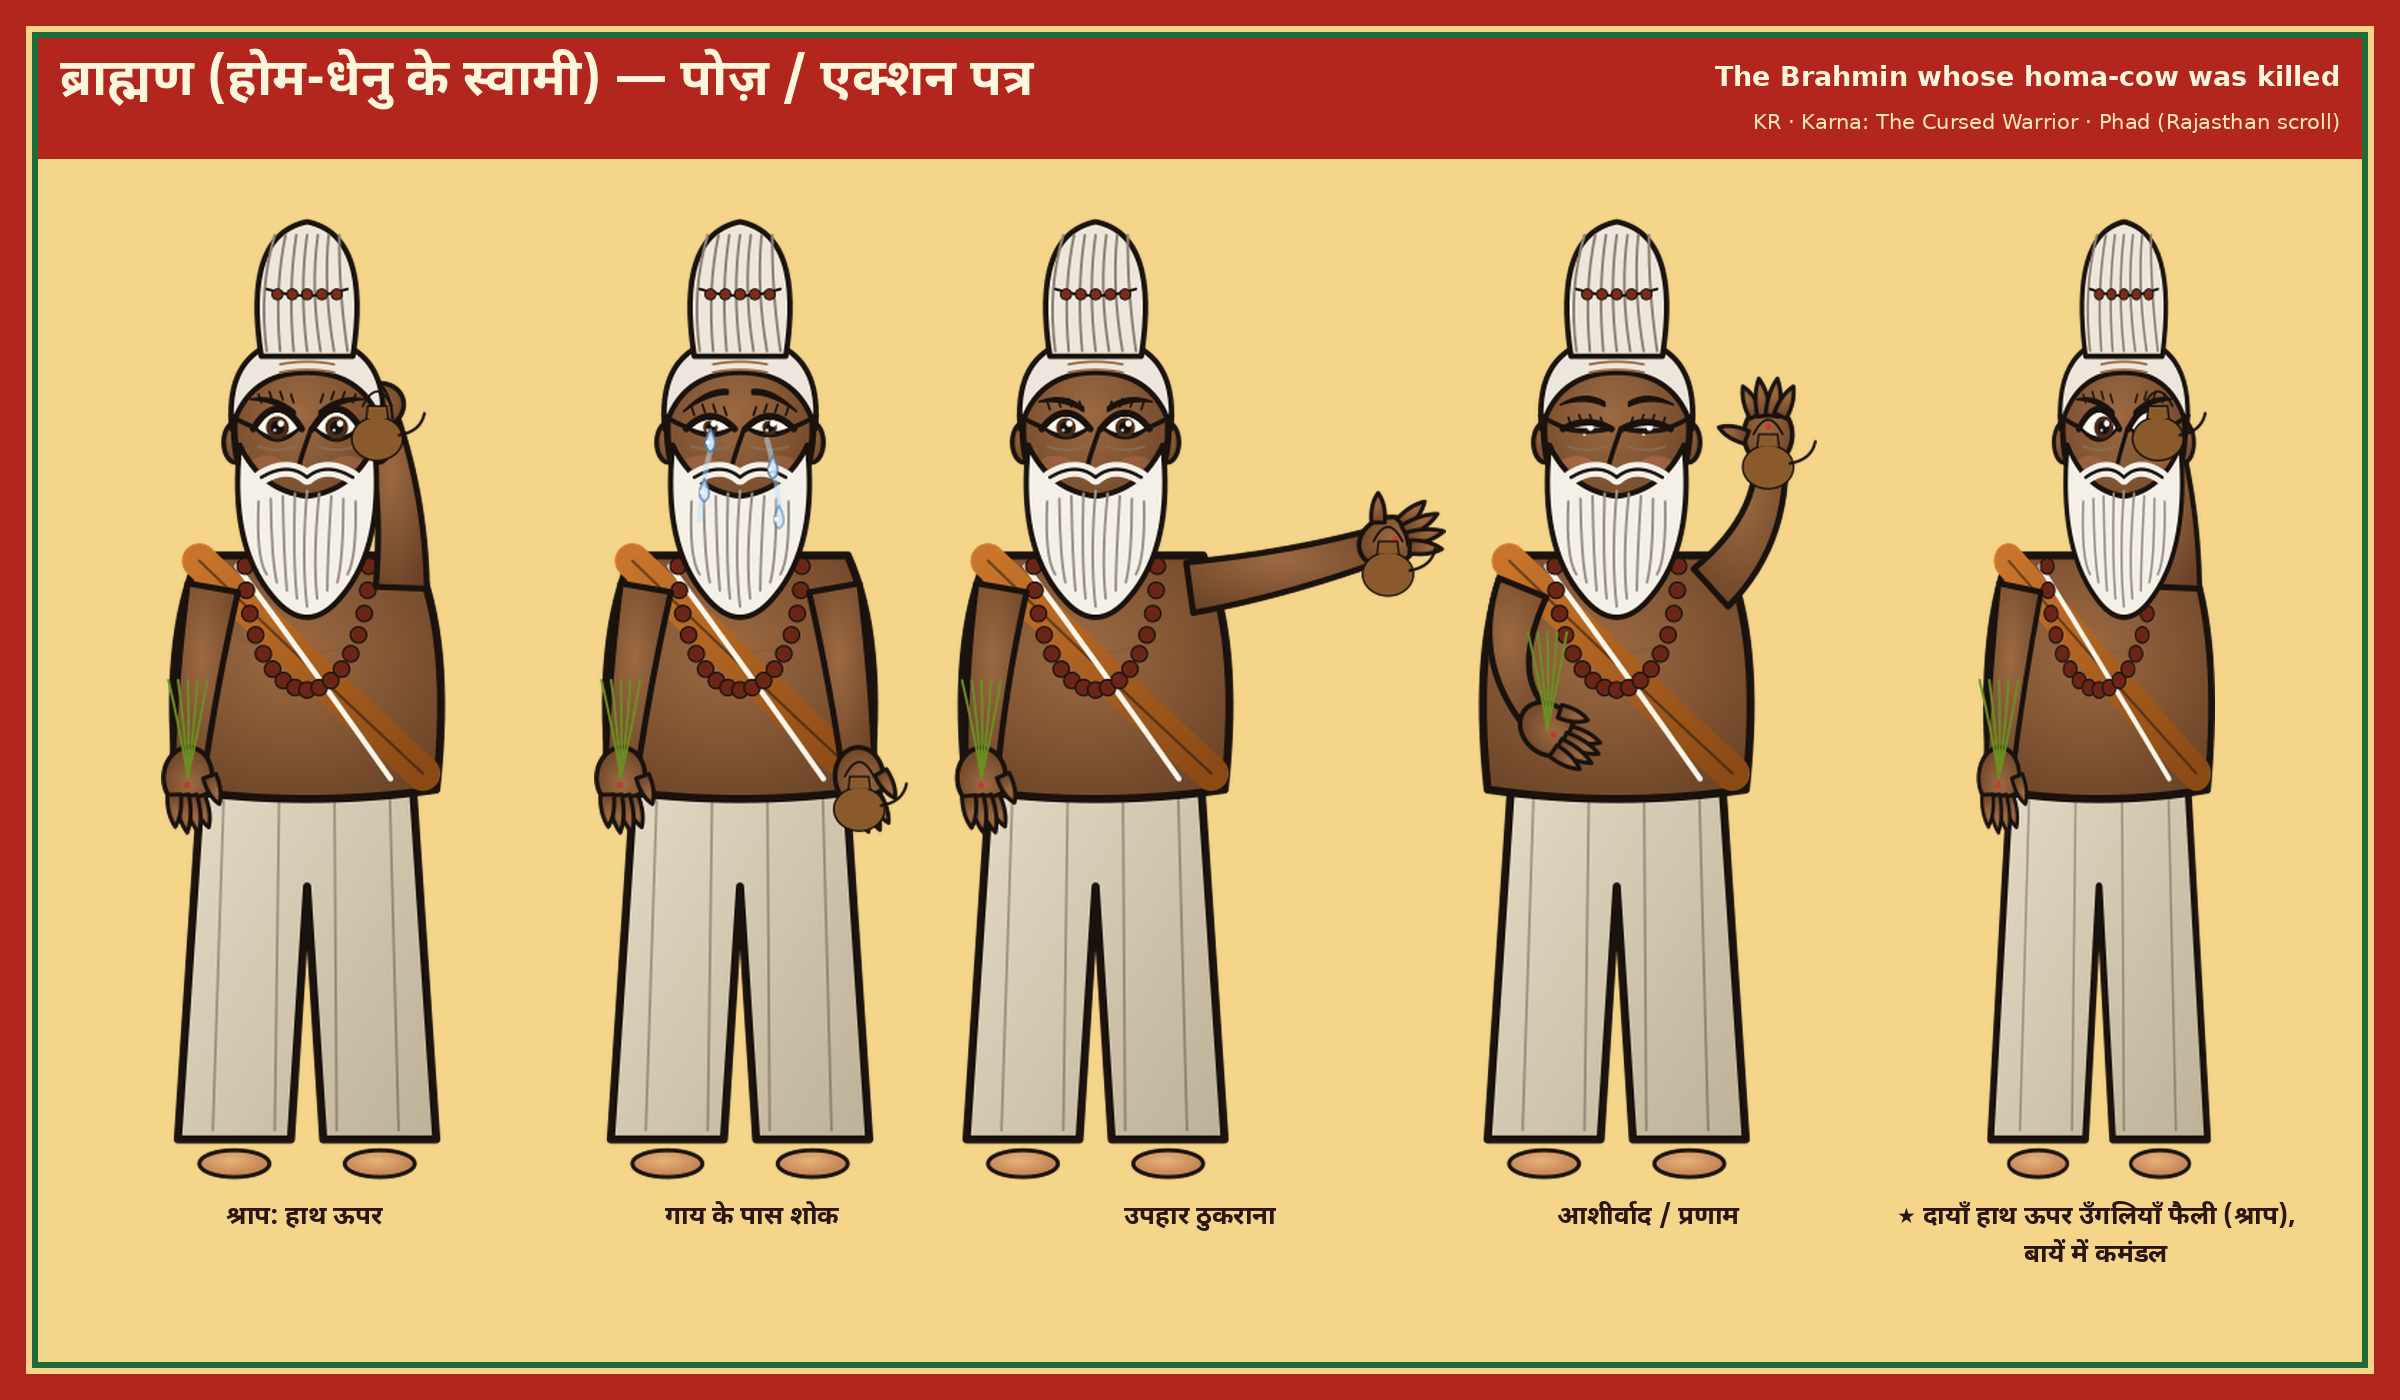 ब्राह्मण (होम-धेनु के स्वामी) — पोज़ / एक्शन पत्र
The Brahmin whose homa-cow was killed
KR · Karna: The Cursed Warrior · Phad (Rajasthan scroll)
श्राप: हाथ ऊपर
गाय के पास शोक
उपहार ठुकराना
आशीर्वाद / प्रणाम
★ दायाँ हाथ ऊपर उँगलियाँ फैली (श्राप),
बायें में कमंडल